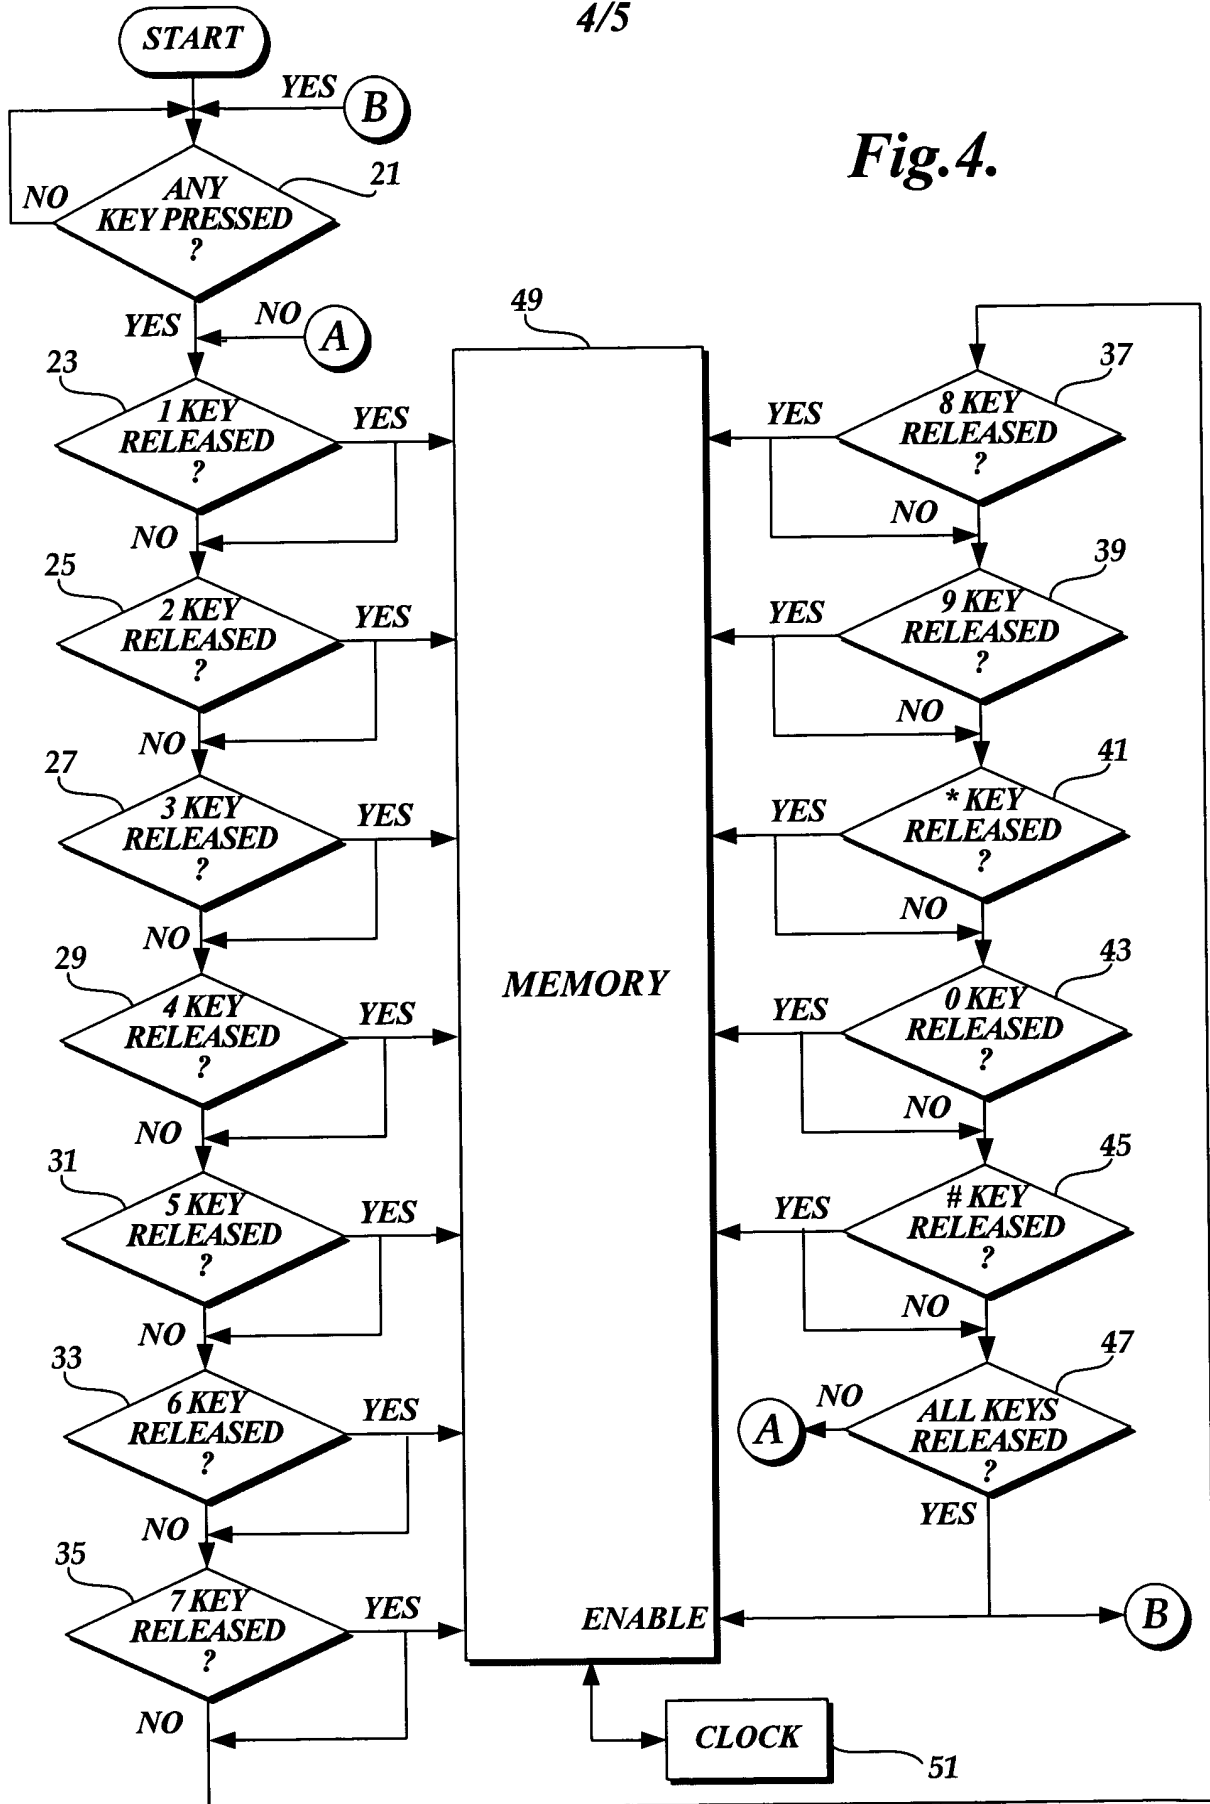 4/5
START
YES
B
Fig.4.
21
NO
ANY
KEY PRESSED
?
YES
NO
A
49
23
1 KEY
RELEASED
?
YES
NO
25
2 KEY
RELEASED
?
YES
NO
27
3 KEY
RELEASED
?
YES
NO
29
4 KEY
RELEASED
?
YES
NO
31
5 KEY
RELEASED
?
YES
NO
33
6 KEY
RELEASED
?
YES
NO
35
7 KEY
RELEASED
?
YES
NO
MEMORY
ENABLE
CLOCK
51
37
8 KEY
RELEASED
?
YES
NO
39
9 KEY
RELEASED
?
YES
NO
41
* KEY
RELEASED
?
YES
NO
43
0 KEY
RELEASED
?
YES
NO
45
# KEY
RELEASED
?
YES
NO
47
ALL KEYS
RELEASED
?
NO
A
YES
B